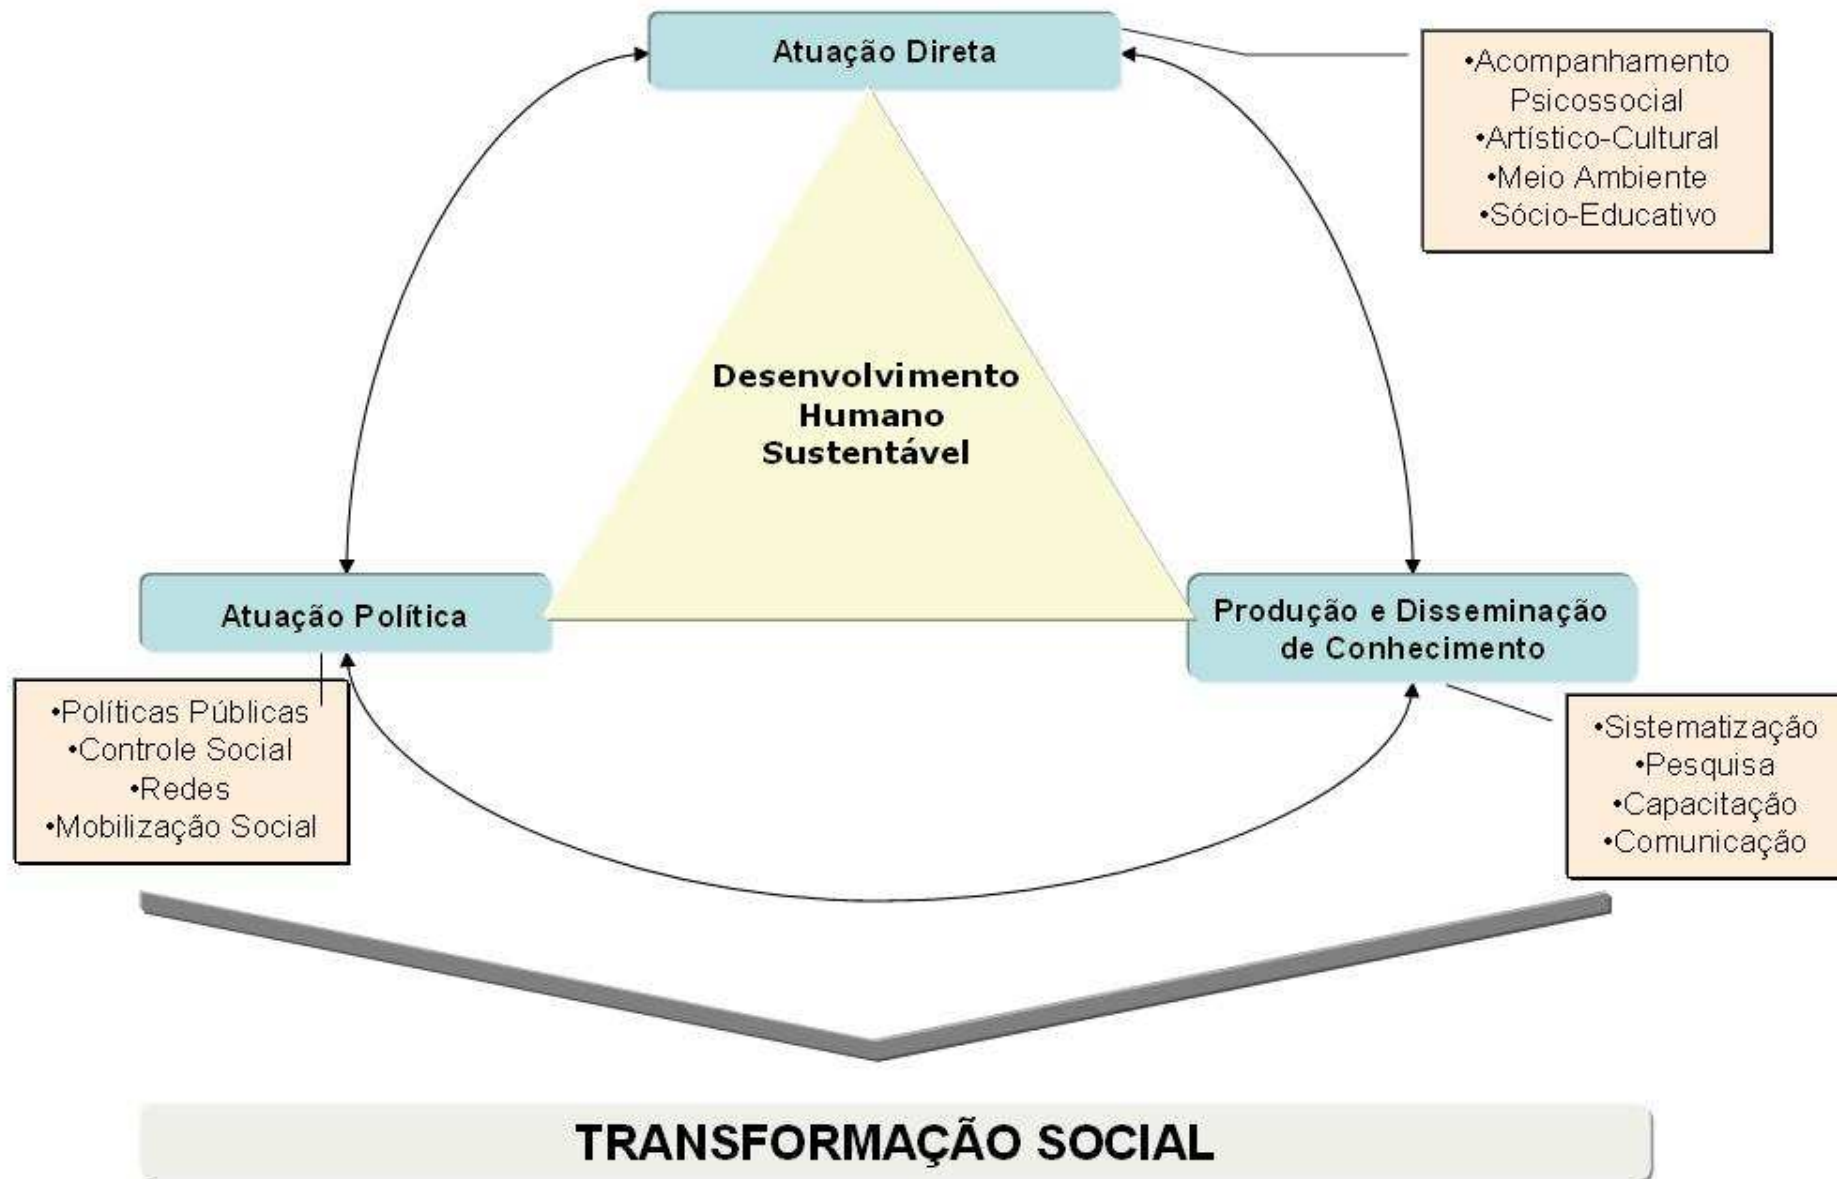 Atuação Direta
•Acompanhamento
Psicossocial
•Artístico-Cultural
•Meio Ambiente
•Sócio-Educativo
Desenvolvimento
Humano
Sustentável
Atuação Política
•Políticas Públicas
•Controle Social
•Redes
•Mobilização Social
Produção e Disseminação
de Conhecimento
•Sistematização
•Pesquisa
•Capacitação
•Comunicação
TRANSFORMAÇÃO SOCIAL